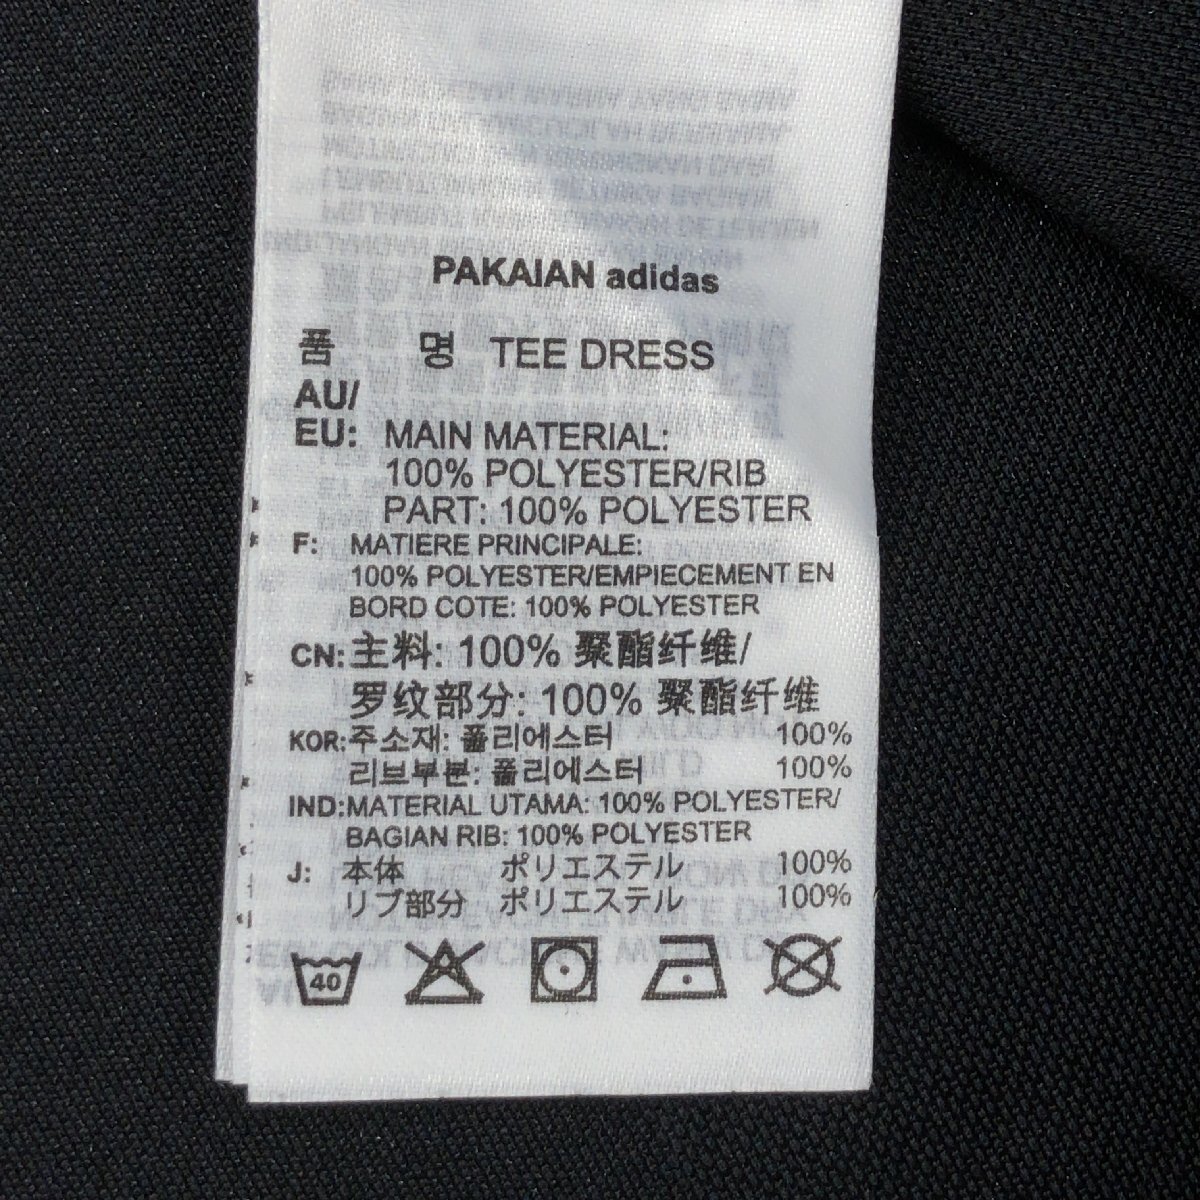 PAKAIAN adidas
품 명 TEE DRESS
AU/
EU: MAIN MATERIAL:
100% POLYESTER/RIB
PART: 100% POLYESTER
F: MATIERE PRINCIPALE:
100% POLYESTER/EMPIECEMENT EN
BORD COTE: 100% POLYESTER
CN: 主料: 100% 聚酯纤维/
罗纹部分: 100% 聚酯纤维
KOR: 주소재: 폴리에스터 100%
리브부분: 폴리에스터 100%
IND: MATERIAL UTAMA: 100% POLYESTER/
BAGIAN RIB: 100% POLYESTER
J: 本体 ポリエステル 100%
リブ部分 ポリエステル 100%
40